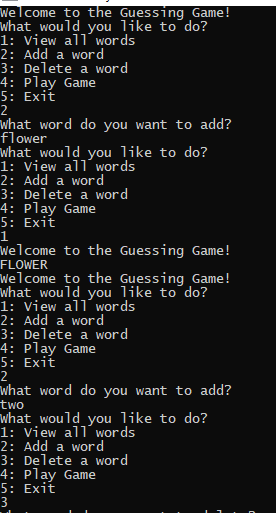 Welcome to the Guessing Game!
What would you like to do?
1: View all words
2: Add a word
3: Delete a word
4: Play Game
5: Exit
2
What word do you want to add?
flower
What would you like to do?
1: View all words
2: Add a word
3: Delete a word
4: Play Game
5: Exit
1
Welcome to the Guessing Game!
FLOWER
Welcome to the Guessing Game!
What would you like to do?
1: View all words
2: Add a word
3: Delete a word
4: Play Game
5: Exit
2
What word do you want to add?
two
What would you like to do?
1: View all words
2: Add a word
3: Delete a word
4: Play Game
5: Exit
3